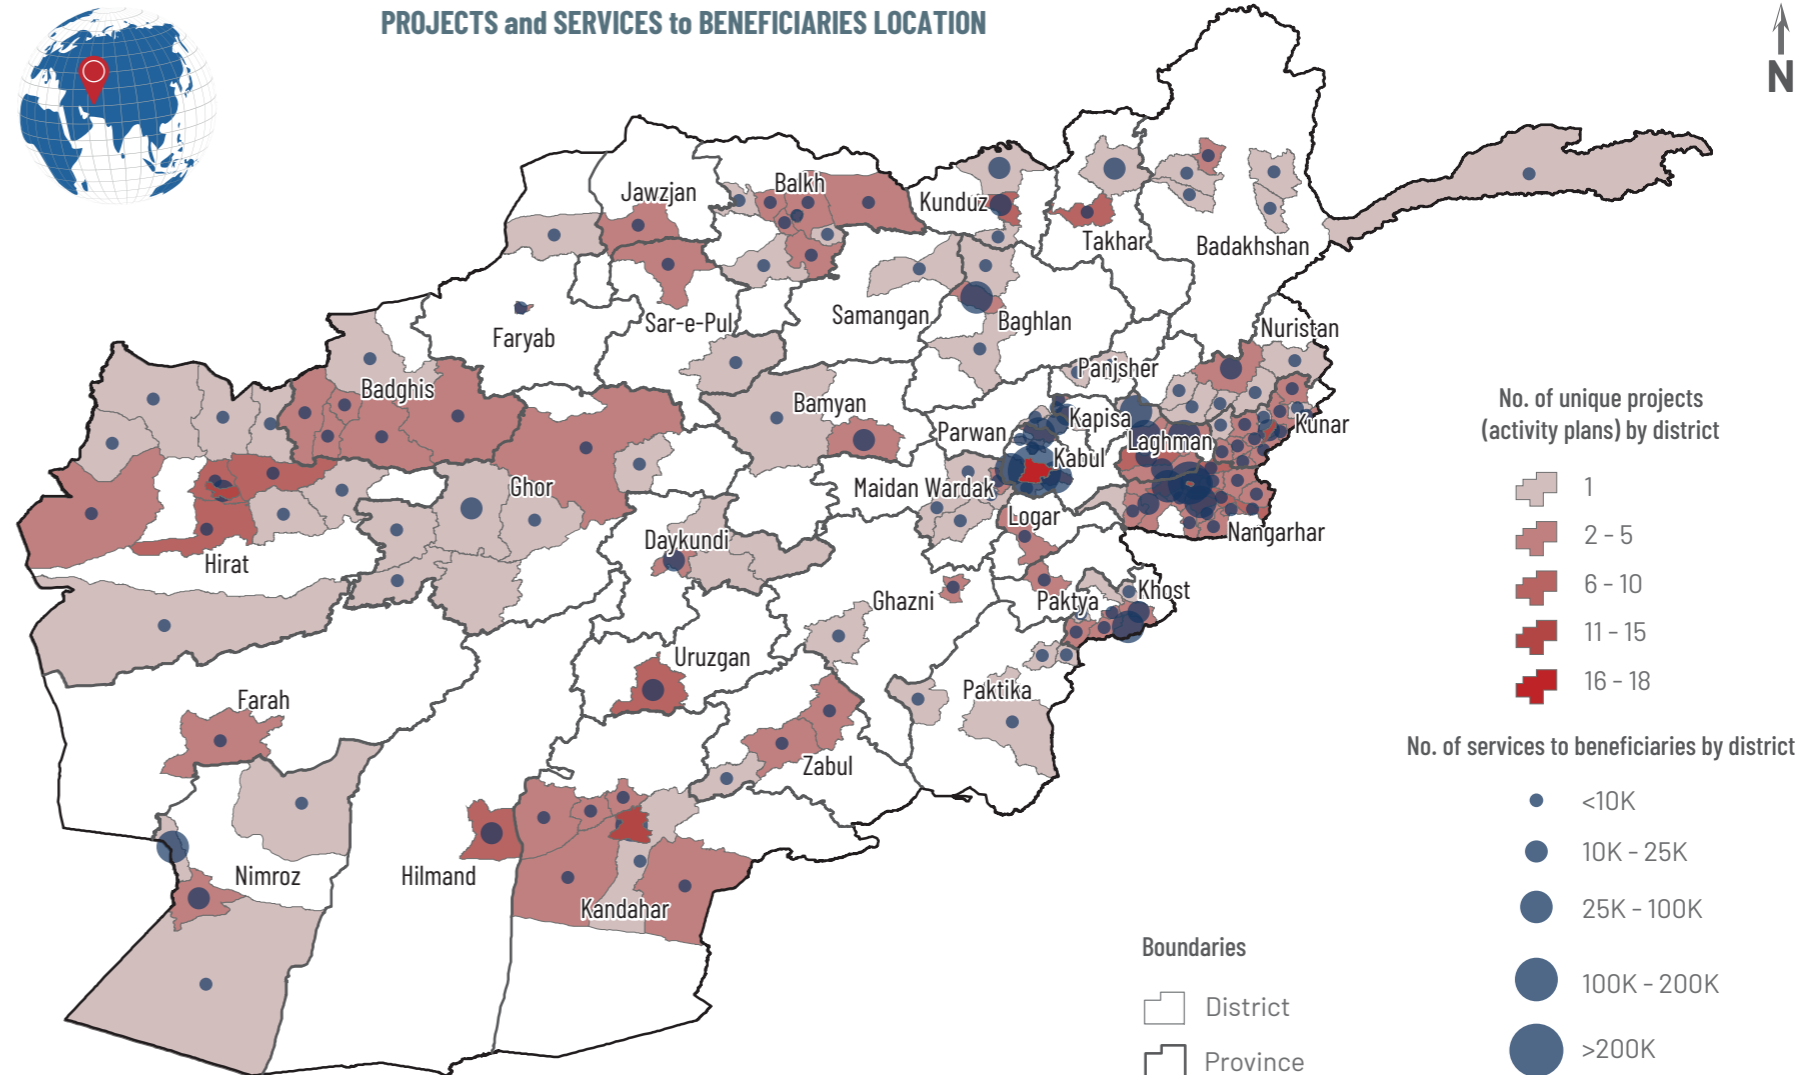 PROJECTS and SERVICES to BENEFICIARIES LOCATION
N
Jawzjan
Balkh
Kunduz
Takhar
Badakhshan
Faryab
Sar-e-Pul
Samangan
Baghlan
Nuristan
Badghis
Panjsher
Bamyan
Parwan
Kapisa
Laghman
Kunar
Kabul
Ghor
Maidan Wardak
Logar
Nangarhar
Hirat
Daykundi
Ghazni
Paktya
Khost
Uruzgan
Paktika
Farah
Zabul
Nimroz
Hilmand
Kandahar
No. of unique projects
(activity plans) by district
1
2 - 5
6 - 10
11 - 15
16 - 18
No. of services to beneficiaries by district
<10K
10K - 25K
25K - 100K
100K - 200K
>200K
Boundaries
District
Province